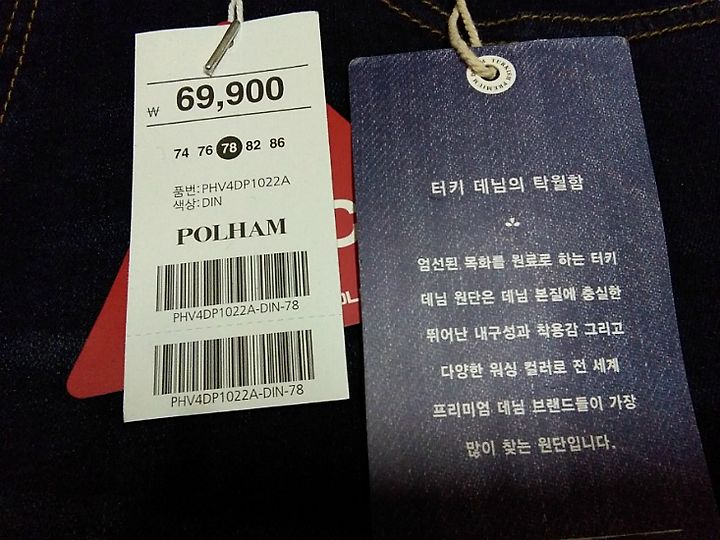 ₩ 69,900
74 76 78 82 86
품번:PHV4DP1022A
색상:DIN
POLHAM
PHV4DP1022A-DIN-78
PHV4DP1022A-DIN-78
C
OL
TURKISH PREMIUM
터키 데님의 탁월함
엄선된 목화를 원료로 하는 터키
데님 원단은 데님 본질에 충실한
뛰어난 내구성과 착용감 그리고
다양한 워싱 컬러로 전 세계
프리미엄 데님 브랜드들이 가장
많이 찾는 원단입니다.